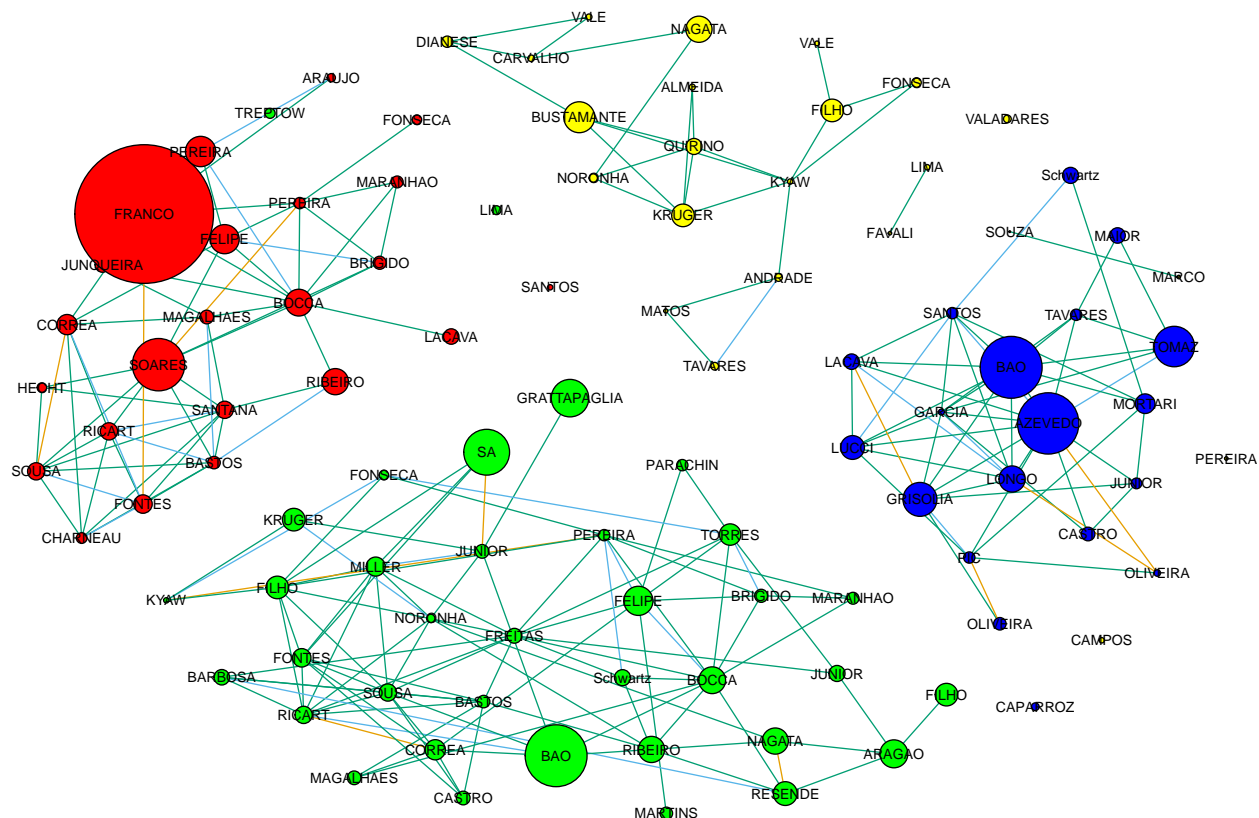 VALE
NAGATA
DIANESE
VALE
CARVALHO
ARAUJO
ALMEIDA
FONSECA
TREPTOW
FILHO
FONSECA
BUSTAMANTE
VALADARES
PEREIRA
QUIRINO
LIMA
Schwartz
MARANHAO
NORONHA
KYAW
PEREIRA
LIMA
KRUGER
FRANCO
SOUZA
FAVALI
MAIOR
FELIPE
JUNQUEIRA
BRIGIDO
ANDRADE
MARCO
SANTOS
BOCCA
MATOS
SANTOS
TAVARES
MAGALHAES
CORREA
LACAVA
TOMAZ
SOARES
TAVARES
LACAVA
BAO
HECHT
RIBEIRO
GRATTAPAGLIA
SANTANA
GARCIA
MORTARI
AZEVEDO
RICART
LUCCI
SA
PEREIRA
SOUSA
BASTOS
PARACHIN
FONSECA
LONGO
JUNIOR
GRISOLIA
FONTES
KRUGER
PEREIRA
TORRES
CASTRO
CHARNEAU
JUNIOR
PIC
MILLER
OLIVEIRA
FILHO
KYAW
FELIPE
BRIGIDO
MARANHAO
NORONHA
OLIVEIRA
FREITAS
CAMPOS
FONTES
BARBOSA
Schwartz
BOCCA
JUNIOR
SOUSA
BASTOS
FILHO
CAPARROZ
RICART
CORREA
BAO
RIBEIRO
NAGATA
ARAGAO
MAGALHAES
RESENDE
CASTRO
MARTINS